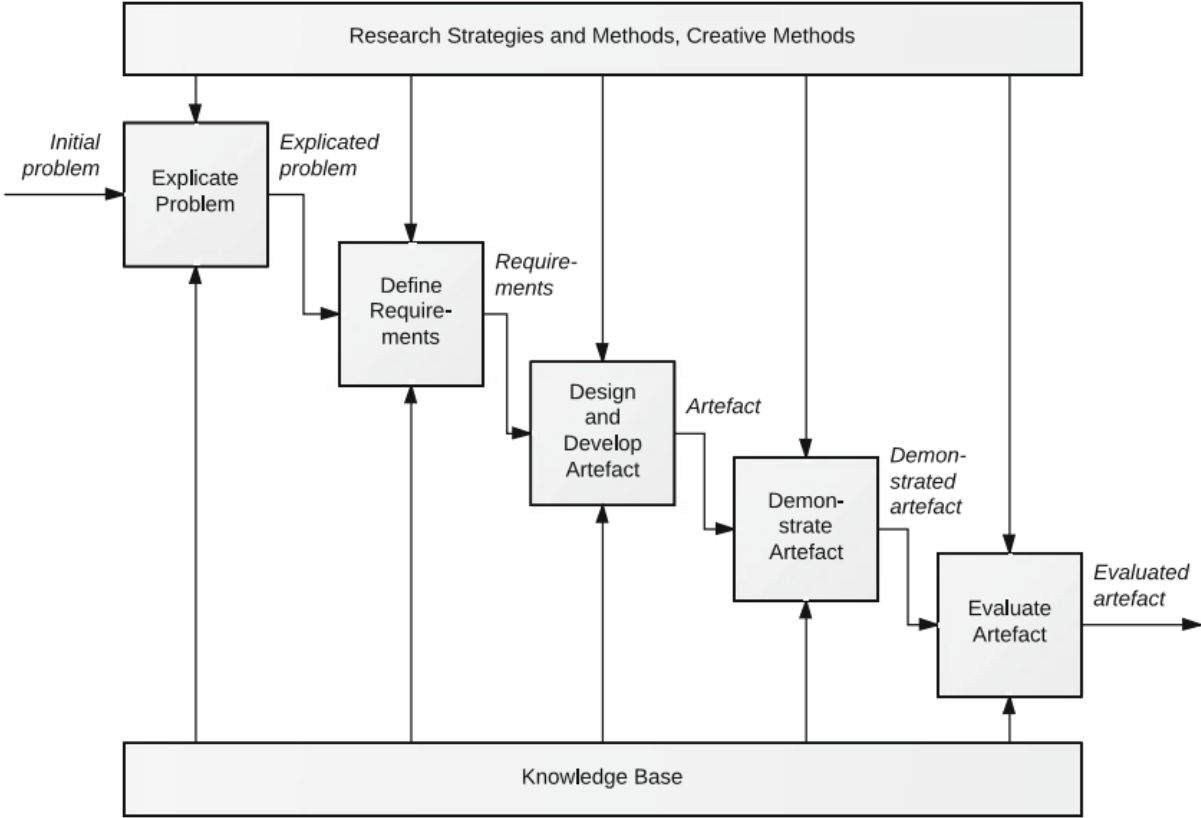 Research Strategies and Methods, Creative Methods
Initial
problem
Explicate
Problem
Explicated
problem
Define
Require-
ments
Require-
ments
Design
and
Develop
Artefact
Artefact
Demon-
strate
Artefact
Demon-
strated
artefact
Evaluate
Artefact
Evaluated
artefact
Knowledge Base